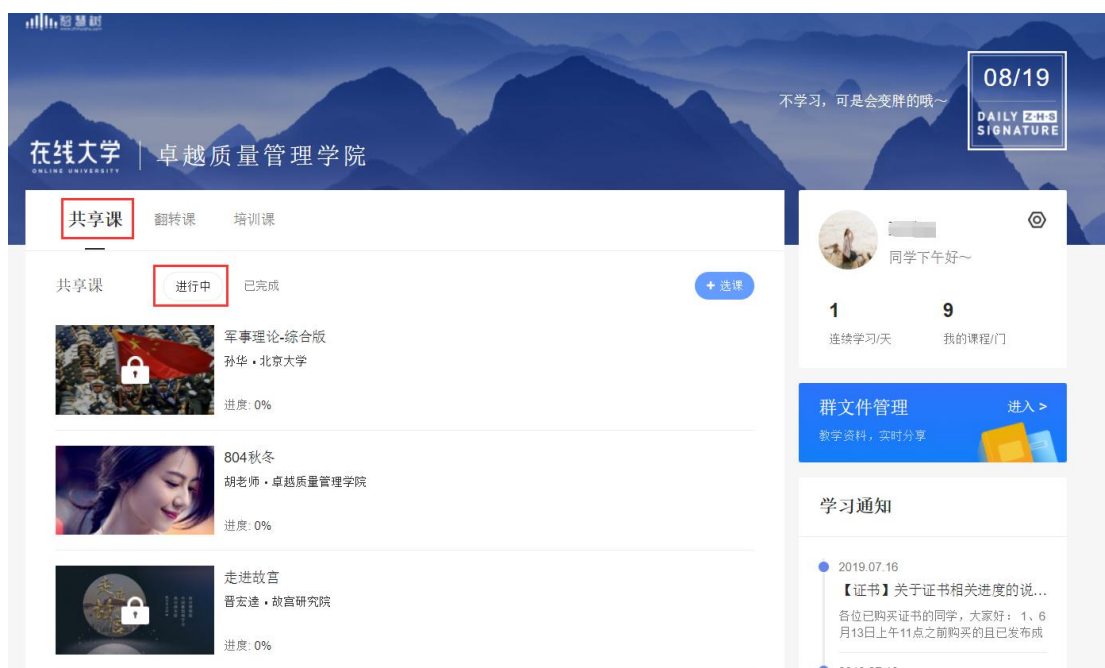 智慧树
08/19
不学习，可是会变胖的哦～
DAILY Z-H-S
SIGNATURE
在线大学
ONLINE UNIVERSITY
卓越质量管理学院
共享课 翻转课 培训课
同学下午好～
共享课 进行中 已完成 + 选课
1 9
连续学习/天 我的课程/门
军事理论-综合版
孙华 • 北京大学
进度: 0%
群文件管理 进入 >
教学资料，实时分享
804秋冬
胡老师 • 卓越质量管理学院
进度: 0%
学习通知
走进故宫
晋宏逵 • 故宫研究院
进度: 0%
2019.07.16
【证书】关于证书相关进度的说...
各位已购买证书的同学，大家好： 1、6
月13日上午11点之前购买的且已发布成